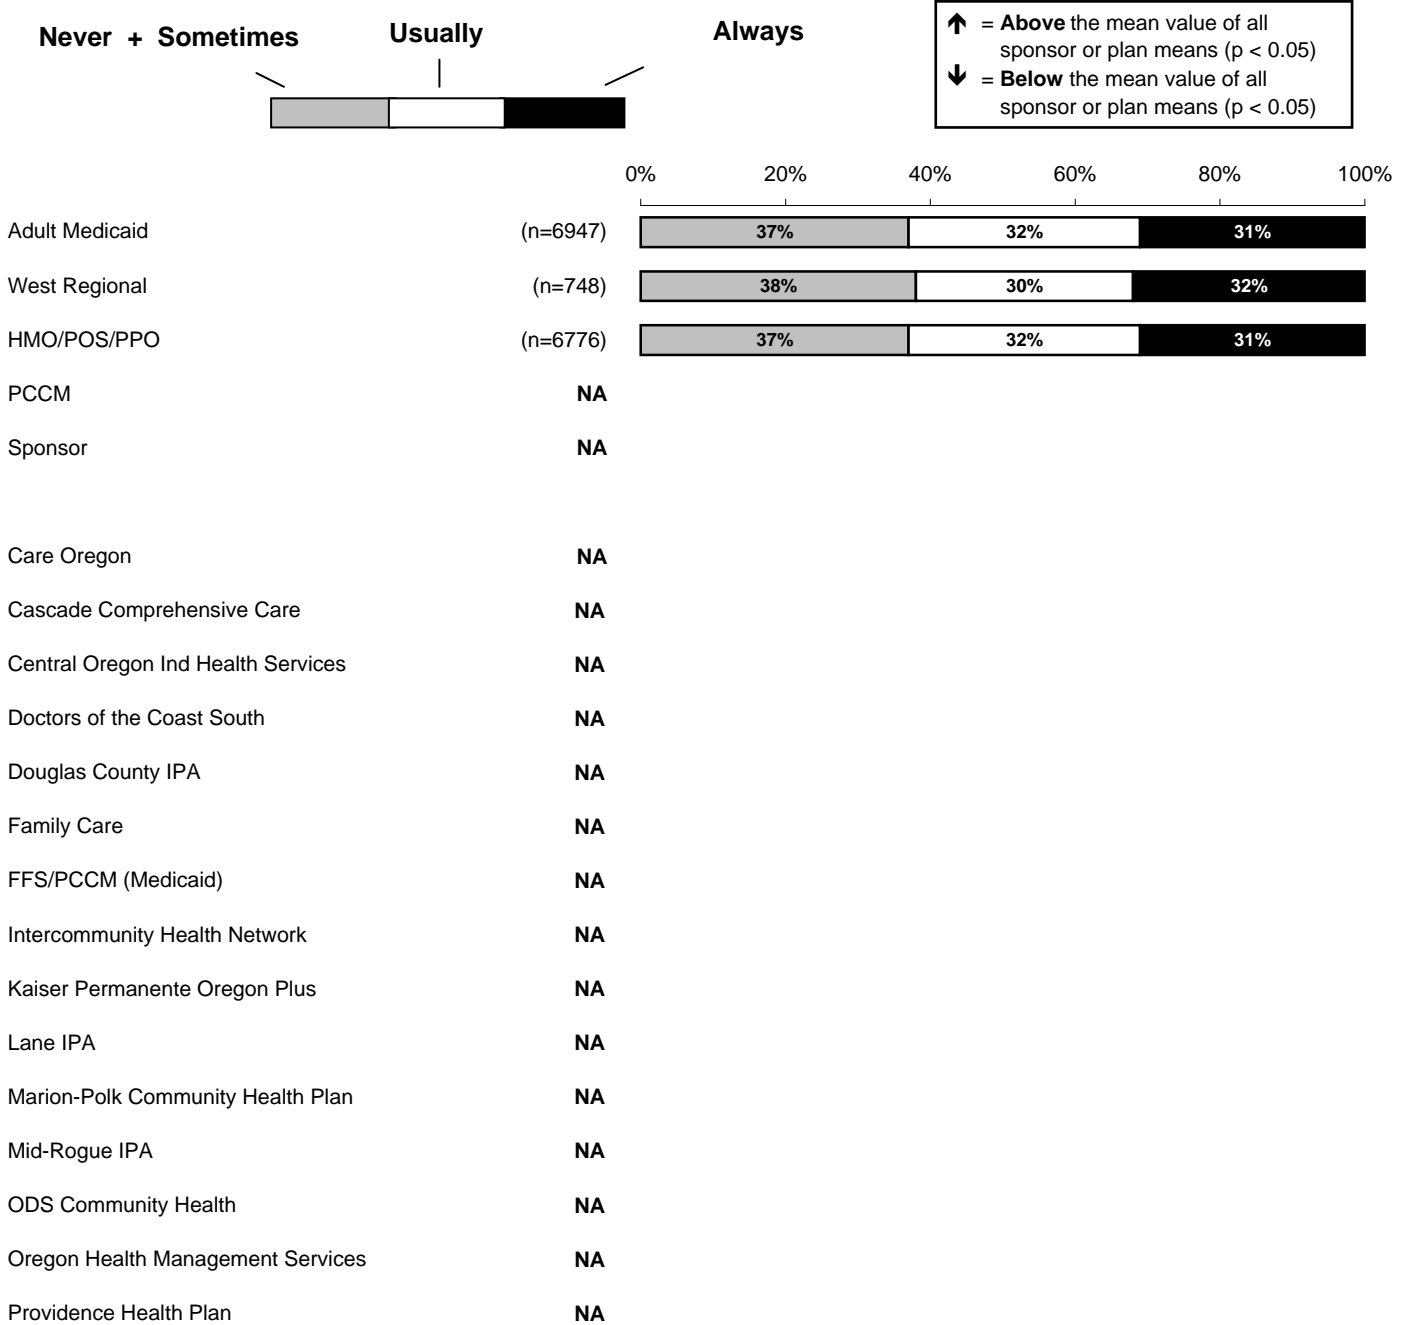 Never + Sometimes Usually Always
↑ = Above the mean value of all
sponsor or plan means (p < 0.05)
↓ = Below the mean value of all
sponsor or plan means (p < 0.05)
0% 20% 40% 60% 80% 100%
Adult Medicaid (n=6947) 37% 32% 31%
West Regional (n=748) 38% 30% 32%
HMO/POS/PPO (n=6776) 37% 32% 31%
PCCM NA
Sponsor NA
Care Oregon NA
Cascade Comprehensive Care NA
Central Oregon Ind Health Services NA
Doctors of the Coast South NA
Douglas County IPA NA
Family Care NA
FFS/PCCM (Medicaid) NA
Intercommunity Health Network NA
Kaiser Permanente Oregon Plus NA
Lane IPA NA
Marion-Polk Community Health Plan NA
Mid-Rogue IPA NA
ODS Community Health NA
Oregon Health Management Services NA
Providence Health Plan NA